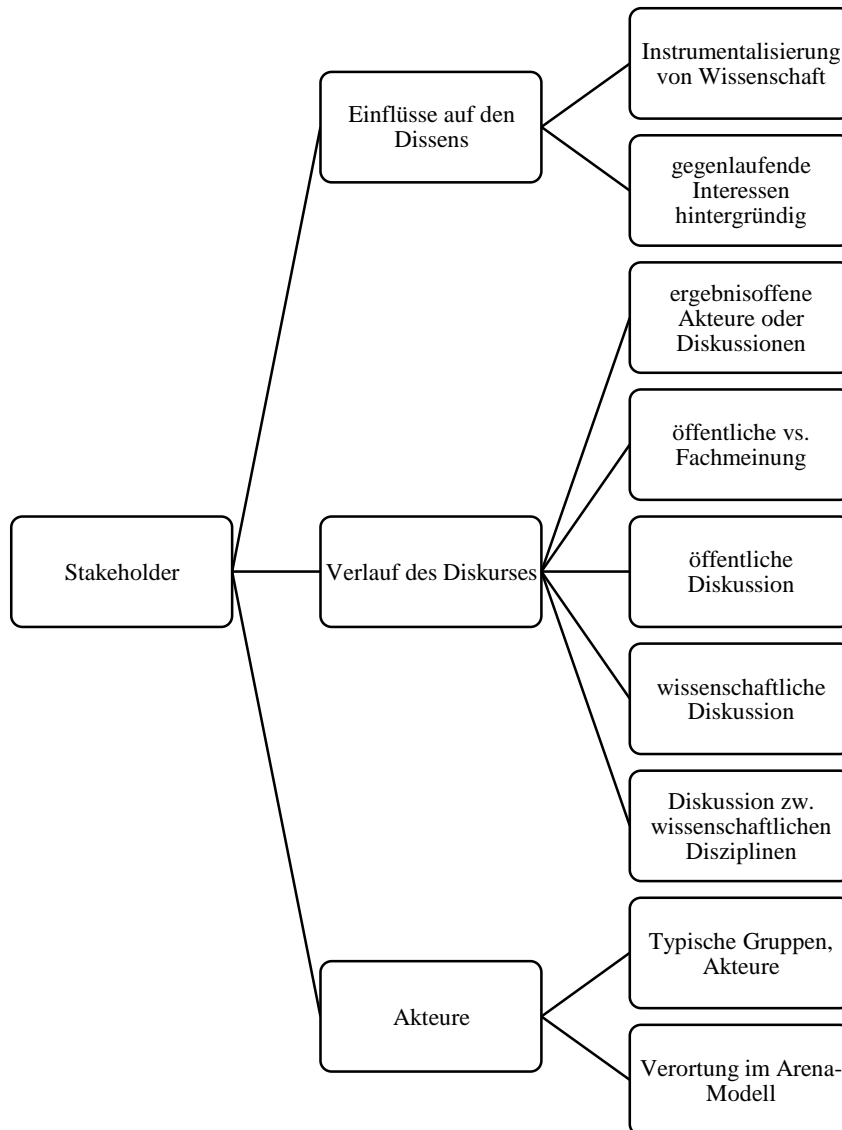 Stakeholder
Einflüsse auf den
Dissens
Instrumentalisierung
von Wissenschaft
gegenlaufende
Interessen
hintergründig
Verlauf des Diskurses
ergebnisoffene
Akteure oder
Diskussionen
öffentliche vs.
Fachmeinung
öffentliche
Diskussion
wissenschaftliche
Diskussion
Diskussion zw.
wissenschaftlichen
Disziplinen
Akteure
Typische Gruppen,
Akteure
Verortung im Arena-
Modell